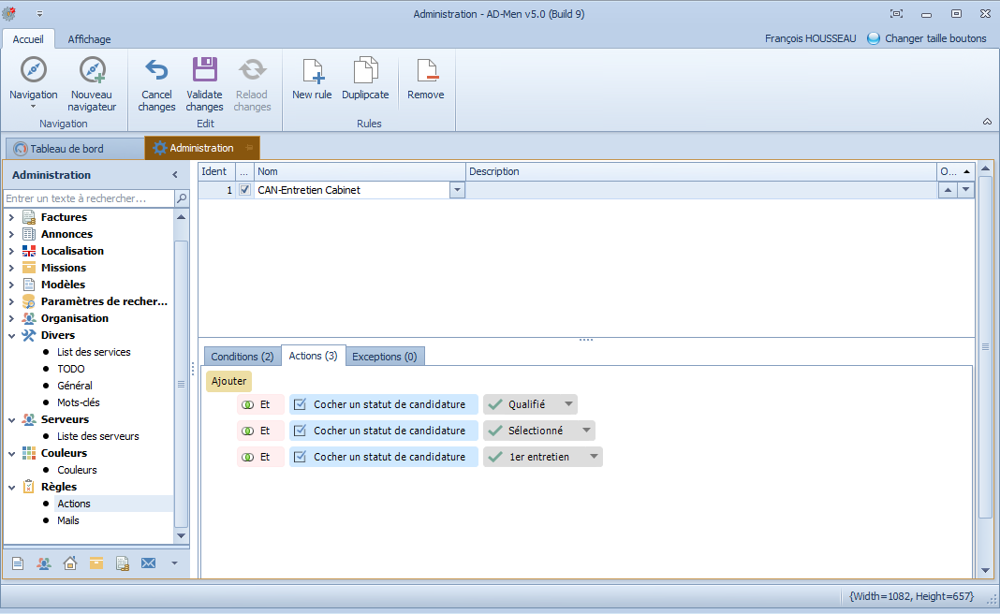 Administration - AD-Men v5.0 (Build 9)
Accueil
Affichage
François HOUSSEAU
Changer taille boutons
Navigation
Nouveau
navigateur
Cancel
changes
Validate
changes
Relaod
changes
New rule
Duplipcate
Remove
Navigation
Edit
Rules
Tableau de bord
Administration
Administration
Entrer un texte à rechercher...
Factures
Annonces
Localisation
Missions
Modèles
Paramètres de recher...
Organisation
Divers
List des services
TODO
Général
Mots-clés
Serveurs
Liste des serveurs
Couleurs
Couleurs
Règles
Actions
Mails
Ident ... Nom Description O...
1 CAN-Entretien Cabinet
Conditions (2) Actions (3) Exceptions (0)
Ajouter
Et Cocher un statut de candidature Qualifié
Et Cocher un statut de candidature Sélectionné
Et Cocher un statut de candidature 1er entretien
{Width=1082, Height=657}